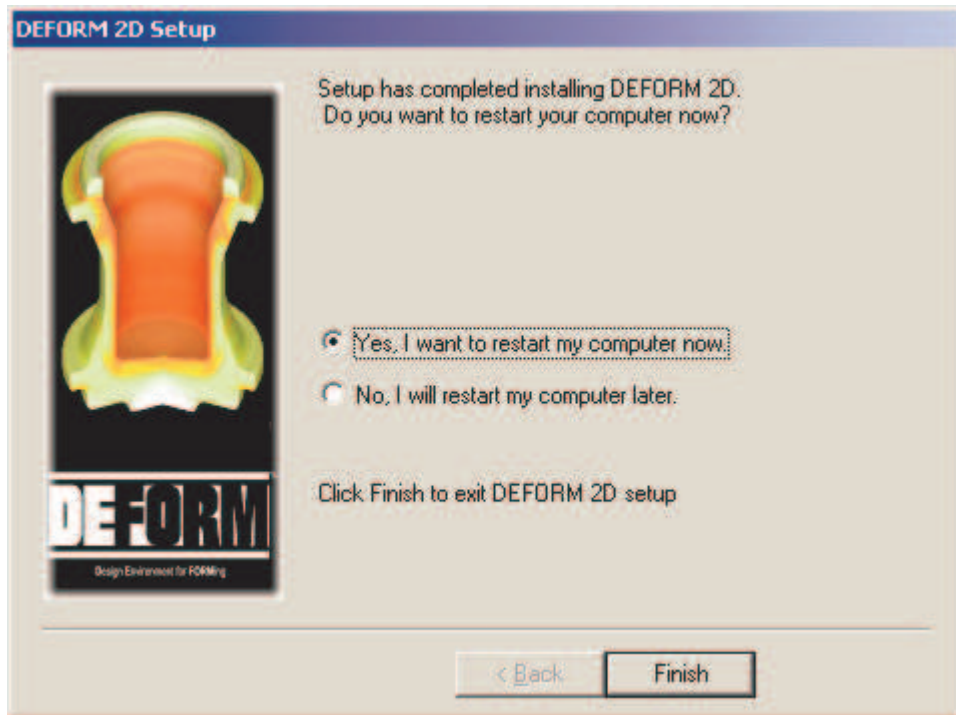 DEFORM 2D Setup
Setup has completed installing DEFORM 2D.
Do you want to restart your computer now?
Yes, I want to restart my computer now.
No, I will restart my computer later.
Click Finish to exit DEFORM 2D setup
DEFORM
Design Environment for FORMing
< Back
Finish